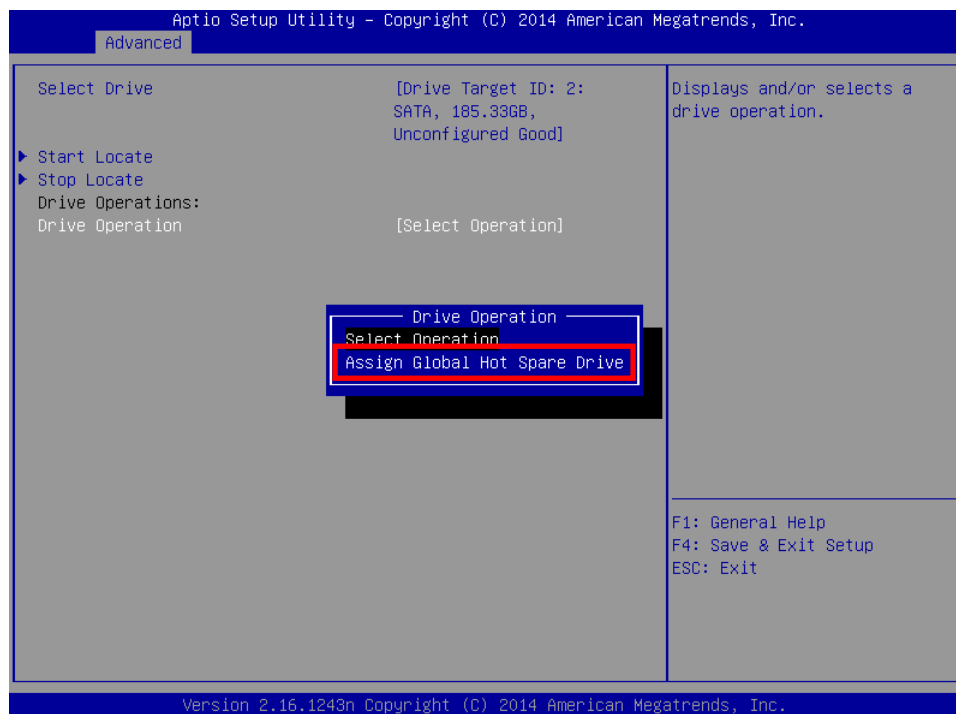 Aptio Setup Utility – Copyright (C) 2014 American Megatrends, Inc.
Advanced
Select Drive [Drive Target ID: 2:
SATA, 185.33GB,
Unconfigured Good]
Start Locate
Stop Locate
Drive Operations:
Drive Operation [Select Operation]
Drive Operation
Select Operation
Assign Global Hot Spare Drive
Displays and/or selects a
drive operation.
F1: General Help
F4: Save & Exit Setup
ESC: Exit
Version 2.16.1243n Copyright (C) 2014 American Megatrends, Inc.